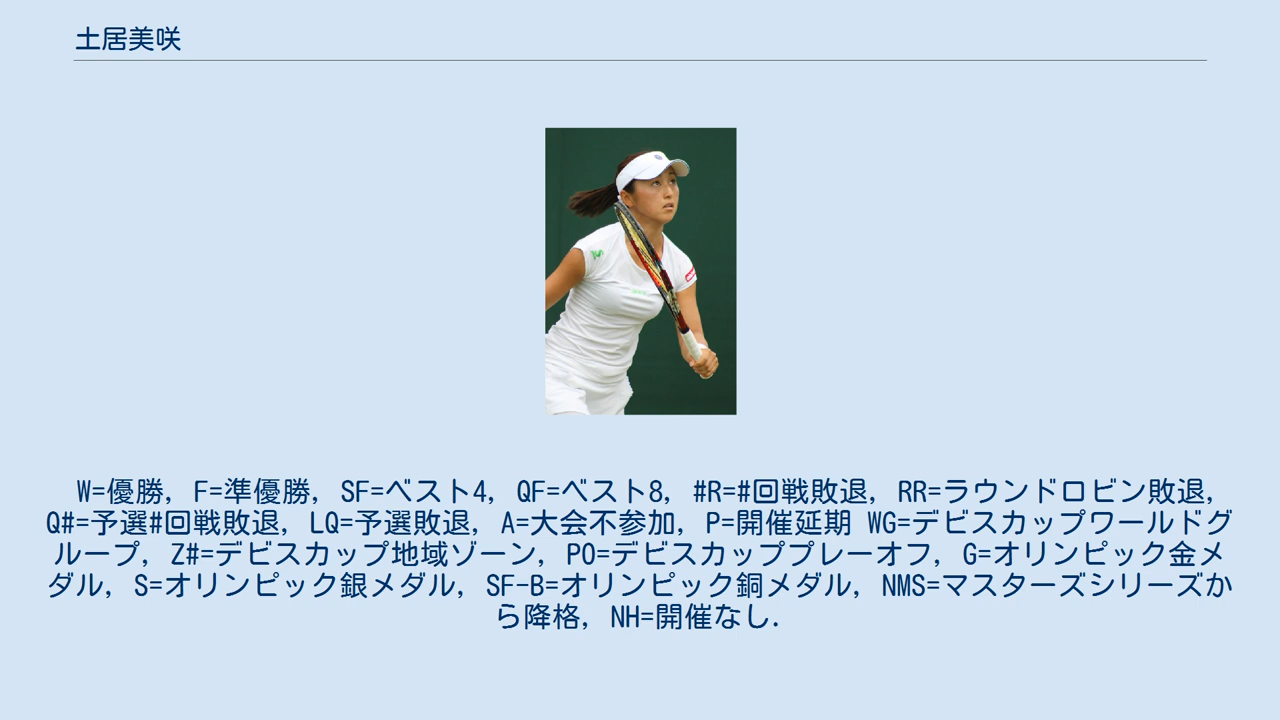 土居美咲
W=優勝, F=準優勝, SF=ベスト4, QF=ベスト8, #R=#回戦敗退, RR=ラウンドロビン敗退,
Q#=予選#回戦敗退, LQ=予選敗退, A=大会不参加, P=開催延期 WG=デビスカップワールドグ
ループ, Z#=デビスカップ地域ゾーン, PO=デビスカッププレーオフ, G=オリンピック金メ
ダル, S=オリンピック銀メダル, SF-B=オリンピック銅メダル, NMS=マスターズシリーズか
ら降格, NH=開催なし.